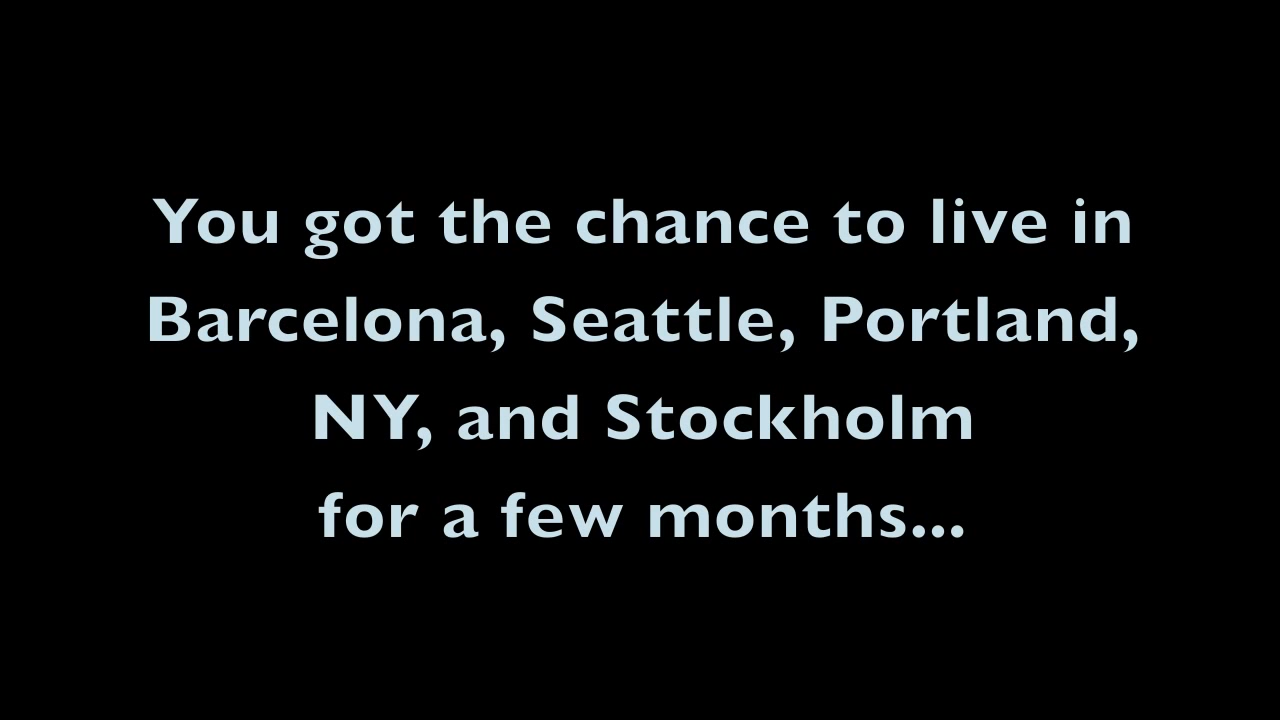 You got the chance to live in
Barcelona, Seattle, Portland,
NY, and Stockholm
for a few months...